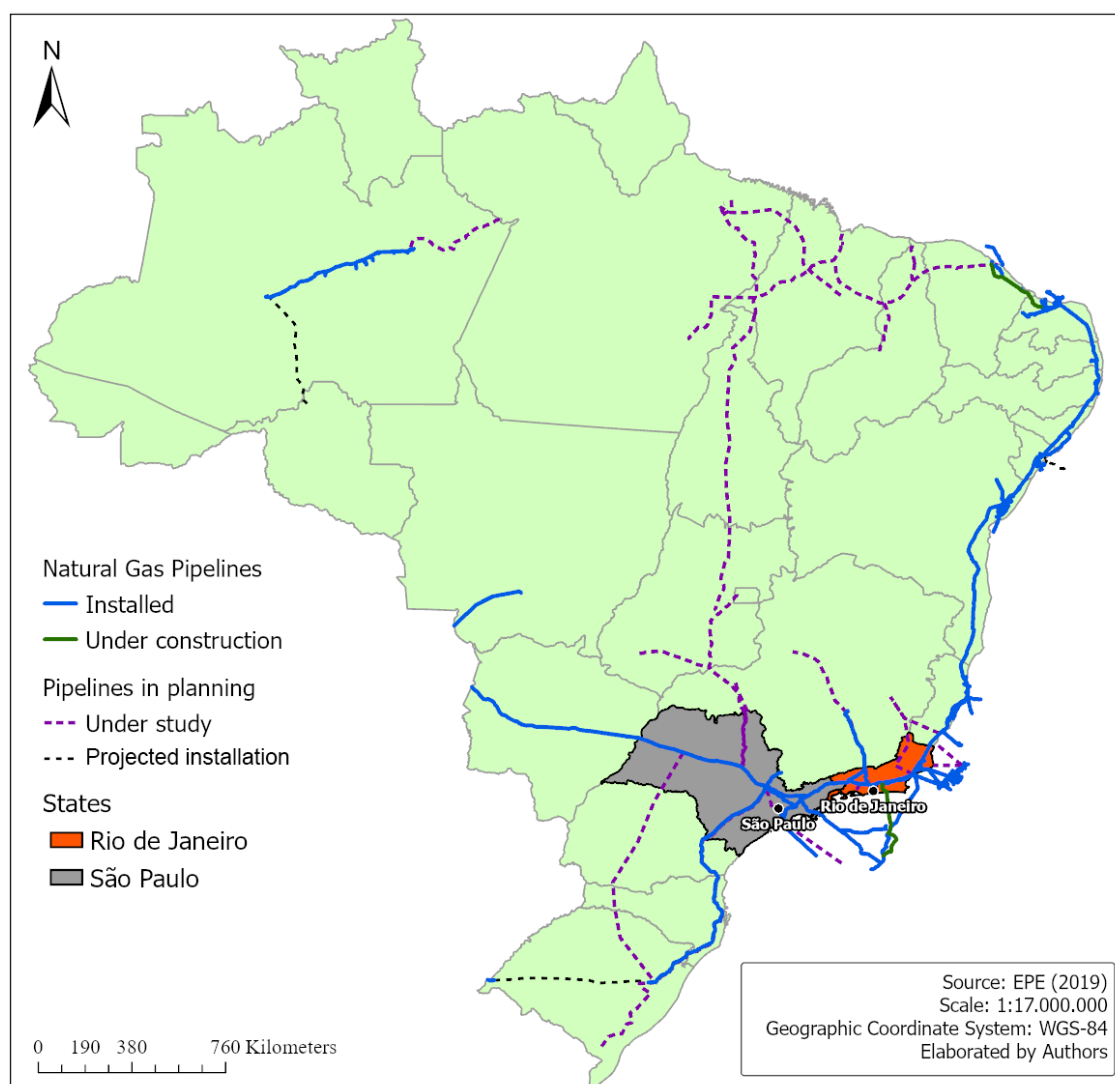 N
Natural Gas Pipelines
Installed
Under construction
Pipelines in planning
Under study
Projected installation
States
Rio de Janeiro
São Paulo
Rio de Janeiro
São Paulo
Source: EPE (2019)
Scale: 1:17.000.000
Geographic Coordinate System: WGS-84
Elaborated by Authors
0 190 380 760 Kilometers